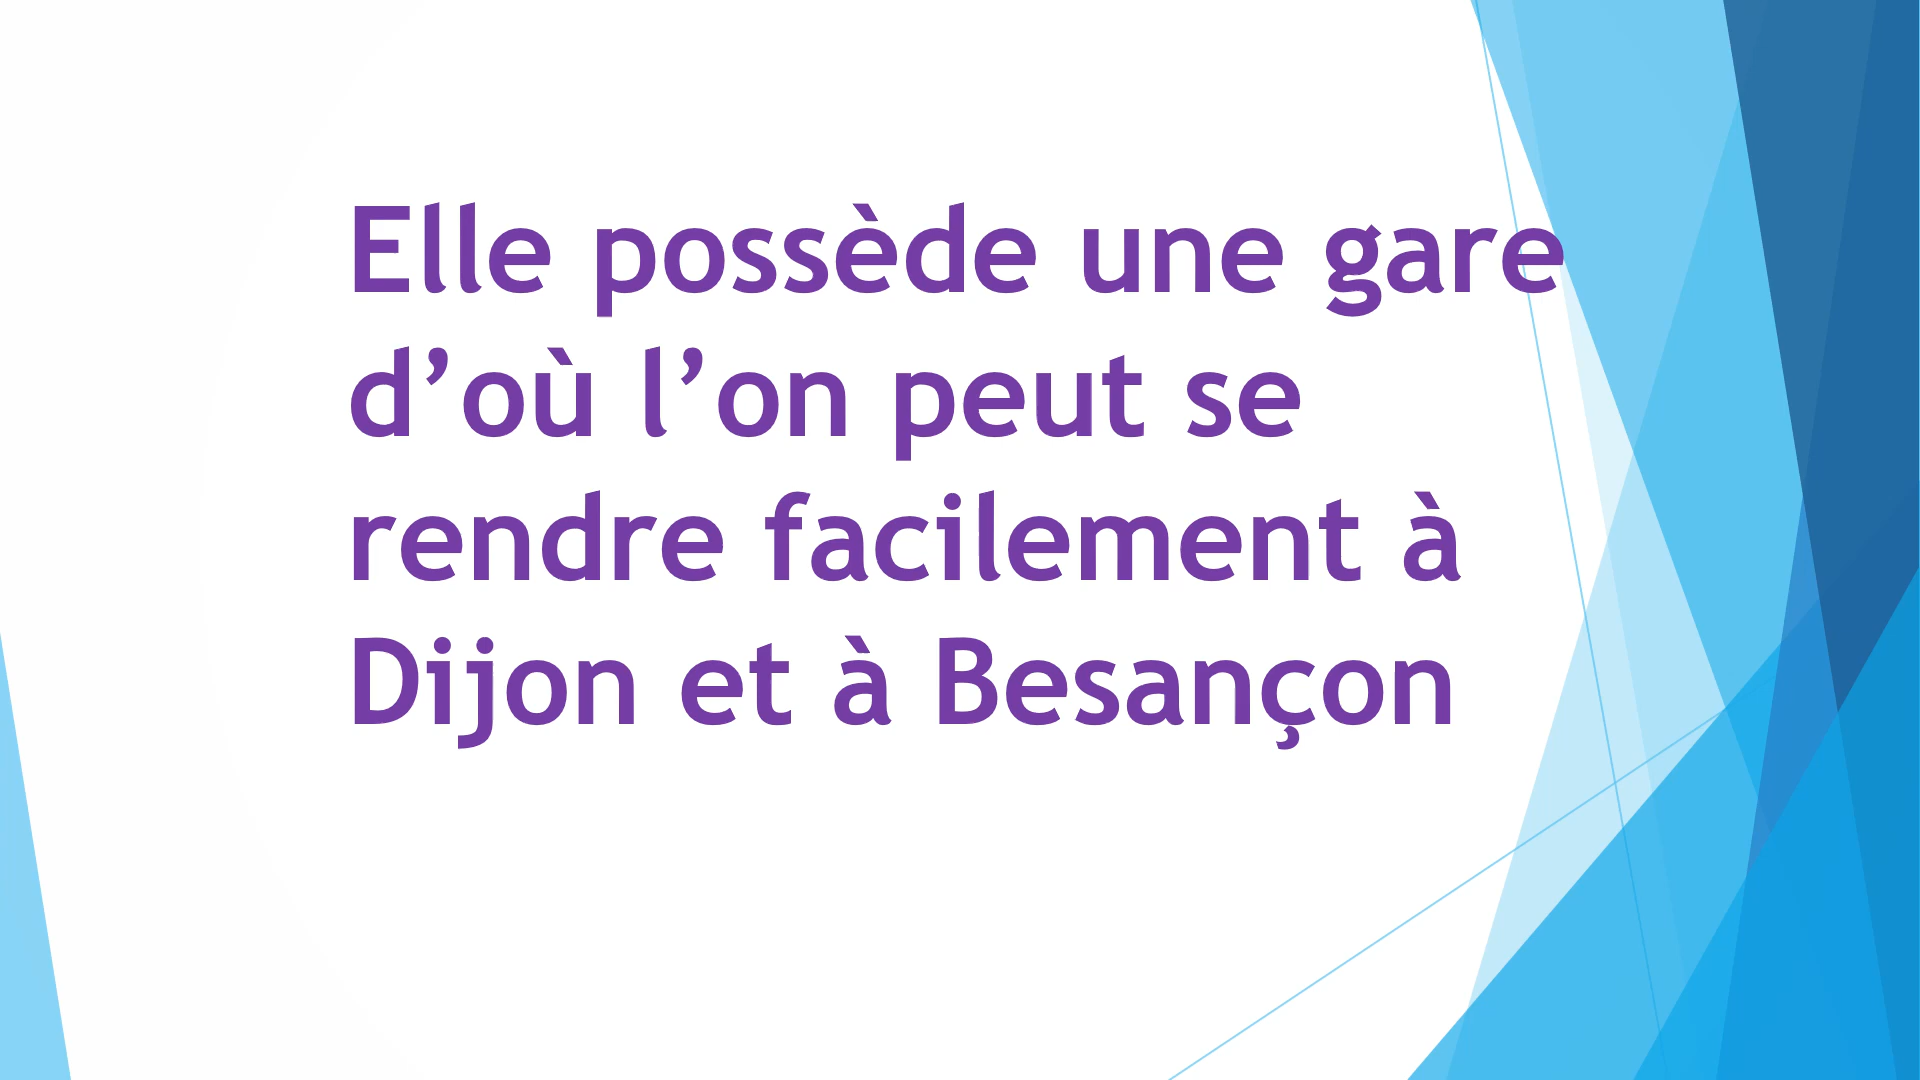 Elle possède une gare
d’où l’on peut se
rendre facilement à
Dijon et à Besançon